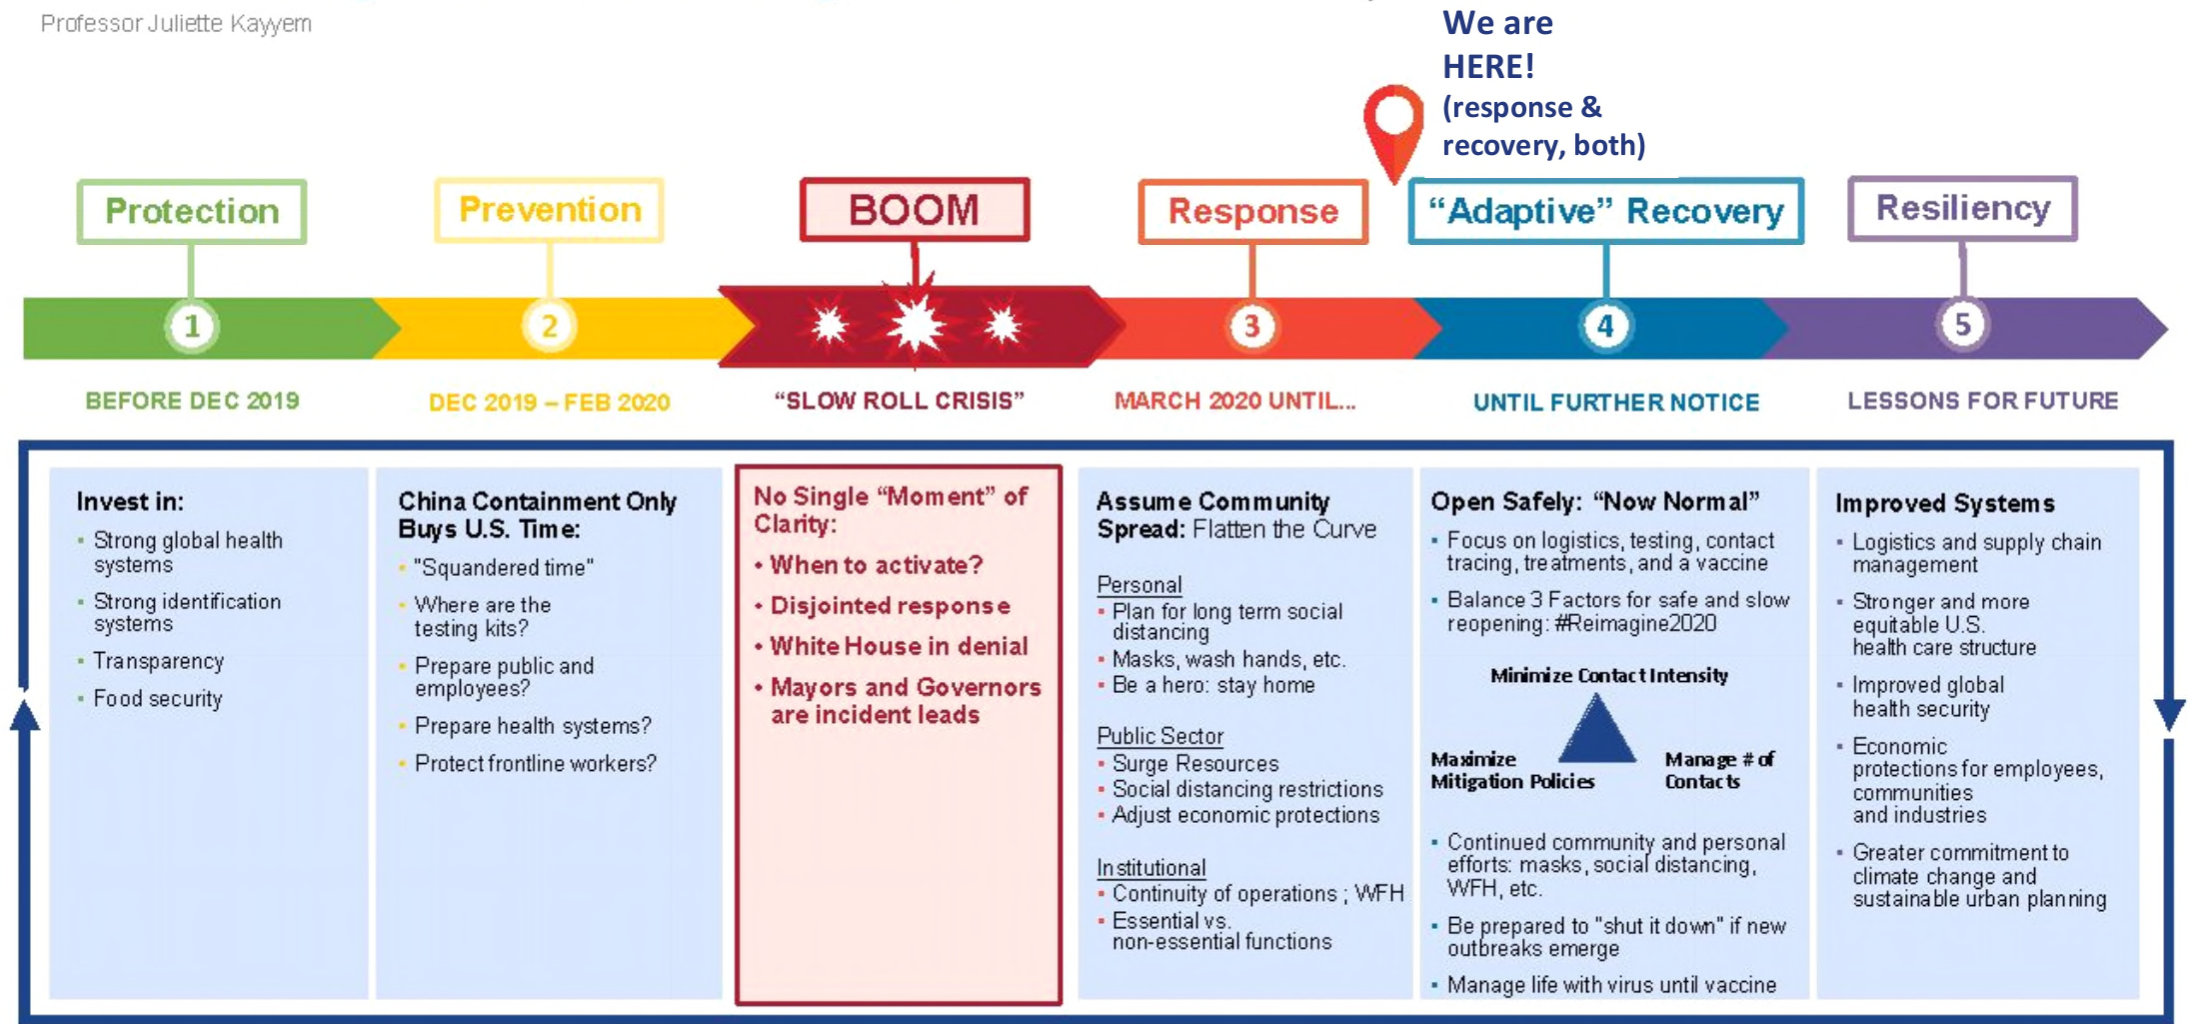 Professor Juliette Kayyem
We are
HERE!
(response &
recovery, both)
Protection
Prevention
BOOM
Response
“Adaptive” Recovery
Resiliency
1
2
3
4
5
BEFORE DEC 2019
DEC 2019 – FEB 2020
“SLOW ROLL CRISIS”
MARCH 2020 UNTIL...
UNTIL FURTHER NOTICE
LESSONS FOR FUTURE
Invest in:
▪ Strong global health
systems
▪ Strong identification
systems
▪ Transparency
▪ Food security
China Containment Only
Buys U.S. Time:
▪ "Squandered time"
▪ Where are the
testing kits?
▪ Prepare public and
employees?
▪ Prepare health systems?
▪ Protect frontline workers?
No Single “Moment” of
Clarity:
• When to activate?
• Disjointed response
• White House in denial
• Mayors and Governors
are incident leads
Assume Community
Spread: Flatten the Curve
Personal
▪ Plan for long term social
distancing
▪ Masks, wash hands, etc.
▪ Be a hero: stay home
Public Sector
▪ Surge Resources
▪ Social distancing restrictions
▪ Adjust economic protections
Institutional
▪ Continuity of operations ; WFH
▪ Essential vs.
non-essential functions
Open Safely: “Now Normal”
▪ Focus on logistics, testing, contact
tracing, treatments, and a vaccine
▪ Balance 3 Factors for safe and slow
reopening: #Reimagine2020
Minimize Contact Intensity
Maximize
Mitigation Policies
Manage # of
Contacts
▪ Continued community and personal
efforts: masks, social distancing,
WFH, etc.
▪ Be prepared to "shut it down" if new
outbreaks emerge
▪ Manage life with virus until vaccine
Improved Systems
▪ Logistics and supply chain
management
▪ Stronger and more
equitable U.S.
health care structure
▪ Improved global
health security
▪ Economic
protections for employees,
communities
and industries
▪ Greater commitment to
climate change and
sustainable urban planning